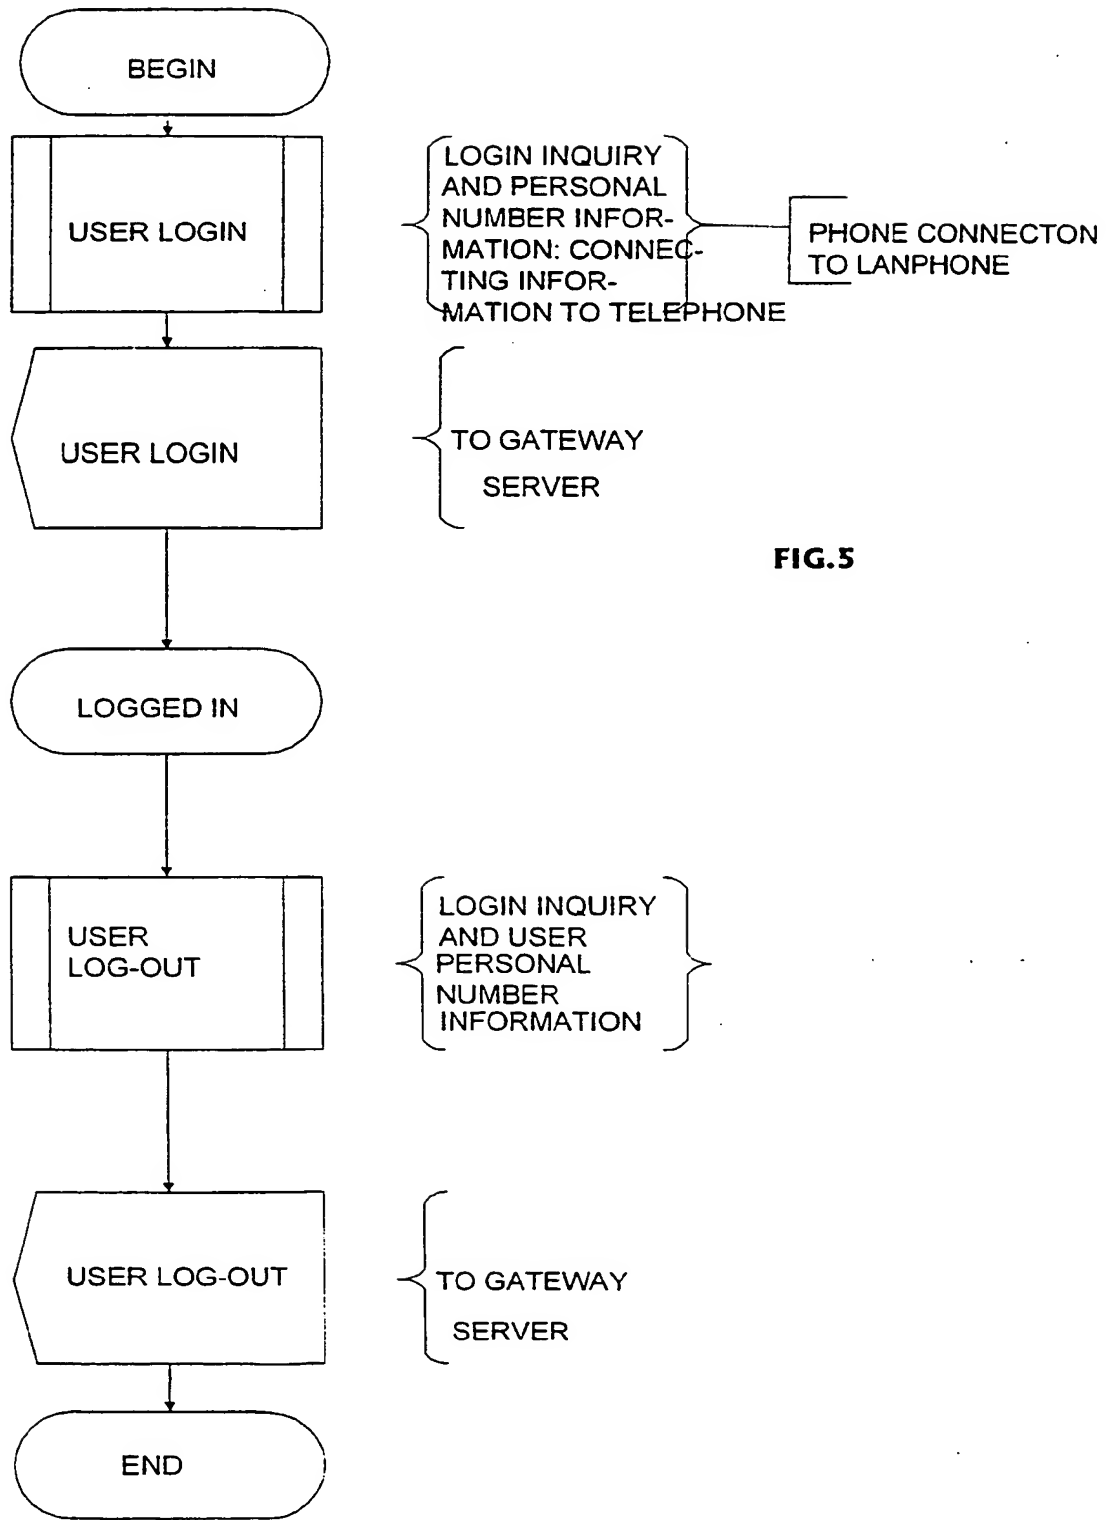 BEGIN
USER LOGIN
LOGIN INQUIRY
AND PERSONAL
NUMBER INFOR-
MATION: CONNEC-
TING INFOR-
MATION TO TELEPHONE
PHONE CONNECTON
TO LANPHONE
USER LOGIN
TO GATEWAY
SERVER
FIG.5
LOGGED IN
USER
LOG-OUT
LOGIN INQUIRY
AND USER
PERSONAL
NUMBER
INFORMATION
USER LOG-OUT
TO GATEWAY
SERVER
END